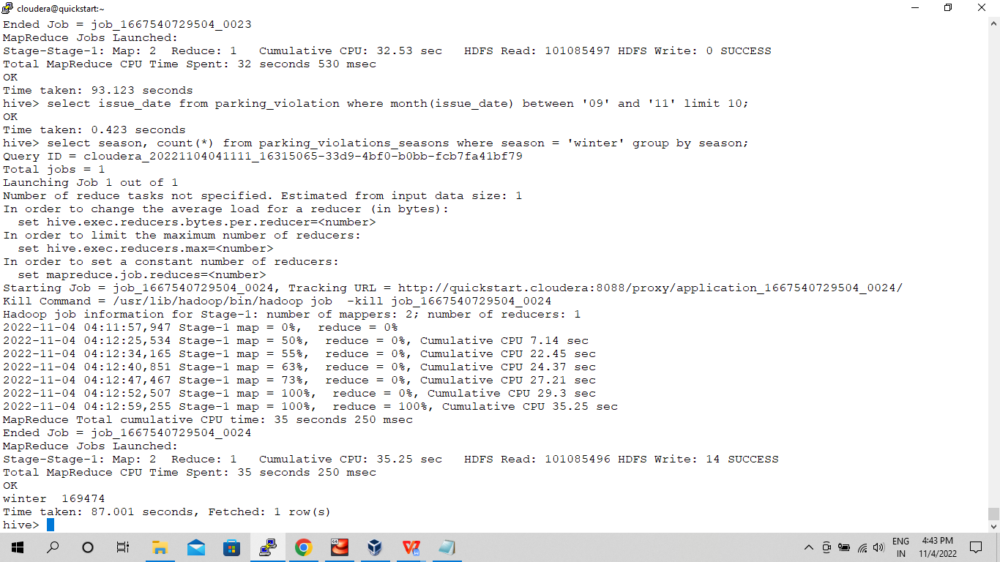 cloudera@quickstart:~
Ended Job = job_1667540729504_0023
MapReduce Jobs Launched:
Stage-Stage-1: Map: 2  Reduce: 1   Cumulative CPU: 32.53 sec   HDFS Read: 101085497 HDFS Write: 0 SUCCESS
Total MapReduce CPU Time Spent: 32 seconds 530 msec
OK
Time taken: 93.123 seconds
hive> select issue_date from parking_violation where month(issue_date) between '09' and '11' limit 10;
OK
Time taken: 0.423 seconds
hive> select season, count(*) from parking_violations_seasons where season = 'winter' group by season;
Query ID = cloudera_20221104041111_16315065-33d9-4bf0-b0bb-fcb7fa41bf79
Total jobs = 1
Launching Job 1 out of 1
Number of reduce tasks not specified. Estimated from input data size: 1
In order to change the average load for a reducer (in bytes):
  set hive.exec.reducers.bytes.per.reducer=<number>
In order to limit the maximum number of reducers:
  set hive.exec.reducers.max=<number>
In order to set a constant number of reducers:
  set mapreduce.job.reduces=<number>
Starting Job = job_1667540729504_0024, Tracking URL = http://quickstart.cloudera:8088/proxy/application_1667540729504_0024/
Kill Command = /usr/lib/hadoop/bin/hadoop job  -kill job_1667540729504_0024
Hadoop job information for Stage-1: number of mappers: 2; number of reducers: 1
2022-11-04 04:11:57,947 Stage-1 map = 0%,  reduce = 0%
2022-11-04 04:12:25,534 Stage-1 map = 50%,  reduce = 0%, Cumulative CPU 7.14 sec
2022-11-04 04:12:34,165 Stage-1 map = 55%,  reduce = 0%, Cumulative CPU 22.45 sec
2022-11-04 04:12:40,851 Stage-1 map = 63%,  reduce = 0%, Cumulative CPU 24.37 sec
2022-11-04 04:12:47,467 Stage-1 map = 73%,  reduce = 0%, Cumulative CPU 27.21 sec
2022-11-04 04:12:52,507 Stage-1 map = 100%,  reduce = 0%, Cumulative CPU 29.3 sec
2022-11-04 04:12:59,255 Stage-1 map = 100%,  reduce = 100%, Cumulative CPU 35.25 sec
MapReduce Total cumulative CPU time: 35 seconds 250 msec
Ended Job = job_1667540729504_0024
MapReduce Jobs Launched:
Stage-Stage-1: Map: 2  Reduce: 1   Cumulative CPU: 35.25 sec   HDFS Read: 101085496 HDFS Write: 14 SUCCESS
Total MapReduce CPU Time Spent: 35 seconds 250 msec
OK
winter  169474
Time taken: 87.001 seconds, Fetched: 1 row(s)
hive>
ENG
IN
4:43 PM
11/4/2022